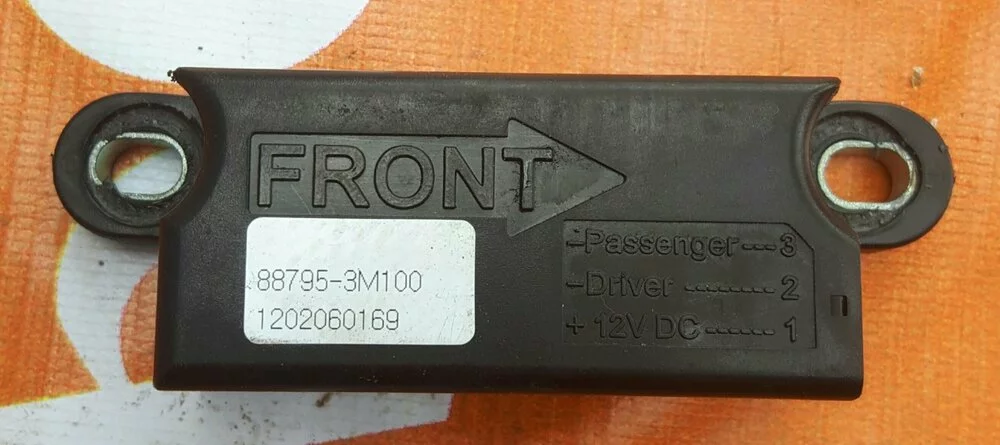 FRONT
88795-3M100
1202060169
-Passenger---3
-Driver --------2
+ 12V DC------1